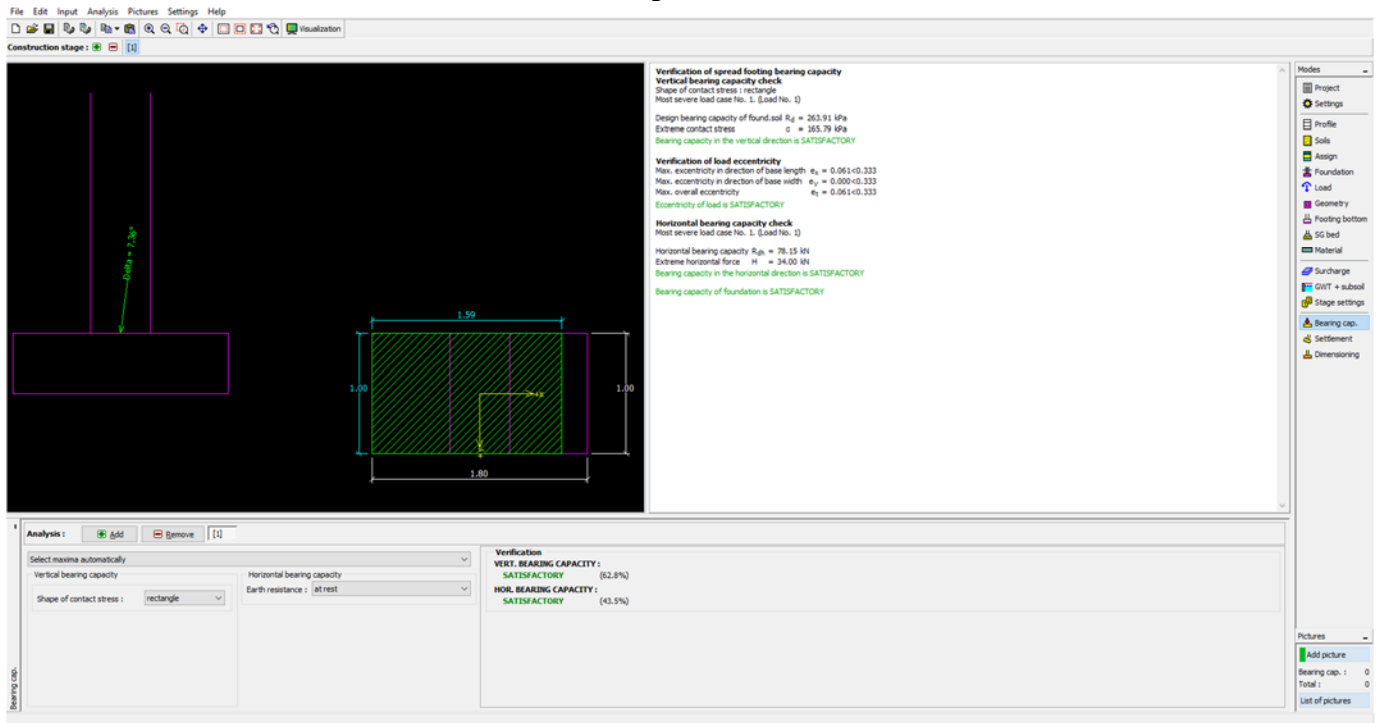 File Edit Input Analysis Pictures Settings Help
Visualization
Construction stage : [1]
Delta = 7.36°
1.59
1.00
1.00
+x
1.80
Verification of spread footing bearing capacity
Vertical bearing capacity check
Shape of contact stress : rectangle
Most severe load case No. 1. (Load No. 1)
Design bearing capacity of found.soil Rd = 263.91 kPa
Extreme contact stress σ = 165.79 kPa
Bearing capacity in the vertical direction is SATISFACTORY
Verification of load eccentricity
Max. excentricity in direction of base length ex = 0.061<0.333
Max. eccentricity in direction of base width ey = 0.000<0.333
Max. overall eccentricity et = 0.061<0.333
Eccentricity of load is SATISFACTORY
Horizontal bearing capacity check
Most severe load case No. 1. (Load No. 1)
Horizontal bearing capacity Rdh = 78.15 kN
Extreme horizontal force H = 34.00 kN
Bearing capacity in the horizontal direction is SATISFACTORY
Bearing capacity of foundation is SATISFACTORY
Modes
Project
Settings
Profile
Soils
Assign
Foundation
Load
Geometry
Footing bottom
SG bed
Material
Surcharge
GWT + subsoil
Stage settings
Bearing cap.
Settlement
Dimensioning
Analysis : Add Remove [1]
Select maxima automatically
Vertical bearing capacity
Shape of contact stress : rectangle
Horizontal bearing capacity
Earth resistance : at rest
Verification
VERT. BEARING CAPACITY :
SATISFACTORY (62.8%)
HOR. BEARING CAPACITY :
SATISFACTORY (43.5%)
Bearing cap.
Pictures
Add picture
Bearing cap. : 0
Total : 0
List of pictures